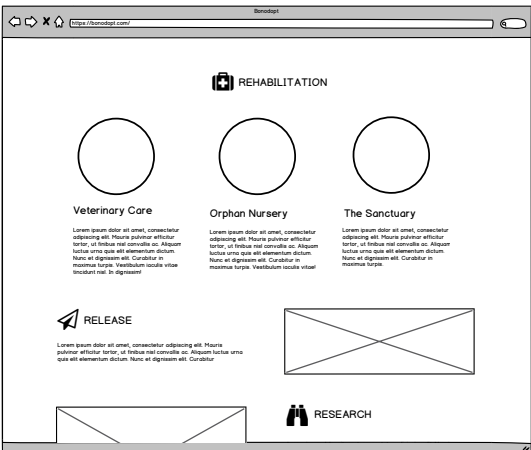 Bonodopt
https://bonodopt.com/
REHABILITATION
Veterinary Care
Lorem ipsum dolor sit amet, consectetur
adipiscing elit. Mauris pulvinar efficitur
tortor, ut finibus nisl convallis ac. Aliquam
luctus urna quis elit elementum dictum.
Nunc et dignissim elit. Curabitur in
maximus turpis. Vestibulum iaculis vitae
tincidunt nisl. In dignissim!
Orphan Nursery
Lorem ipsum dolor sit amet, consectetur
adipiscing elit. Mauris pulvinar efficitur
tortor, ut finibus nisl convallis ac. Aliquam
luctus urna quis elit elementum dictum.
Nunc et dignissim elit. Curabitur in
maximus turpis. Vestibulum iaculis vitae!
The Sanctuary
Lorem ipsum dolor sit amet, consectetur
adipiscing elit. Mauris pulvinar efficitur
tortor, ut finibus nisl convallis ac. Aliquam
luctus urna quis elit elementum dictum.
Nunc et dignissim elit. Curabitur in
maximus turpis.
RELEASE
Lorem ipsum dolor sit amet, consectetur adipiscing elit. Mauris
pulvinar efficitur tortor, ut finibus nisl convallis ac. Aliquam luctus urna
quis elit elementum dictum. Nunc et dignissim elit. Curabitur
RESEARCH